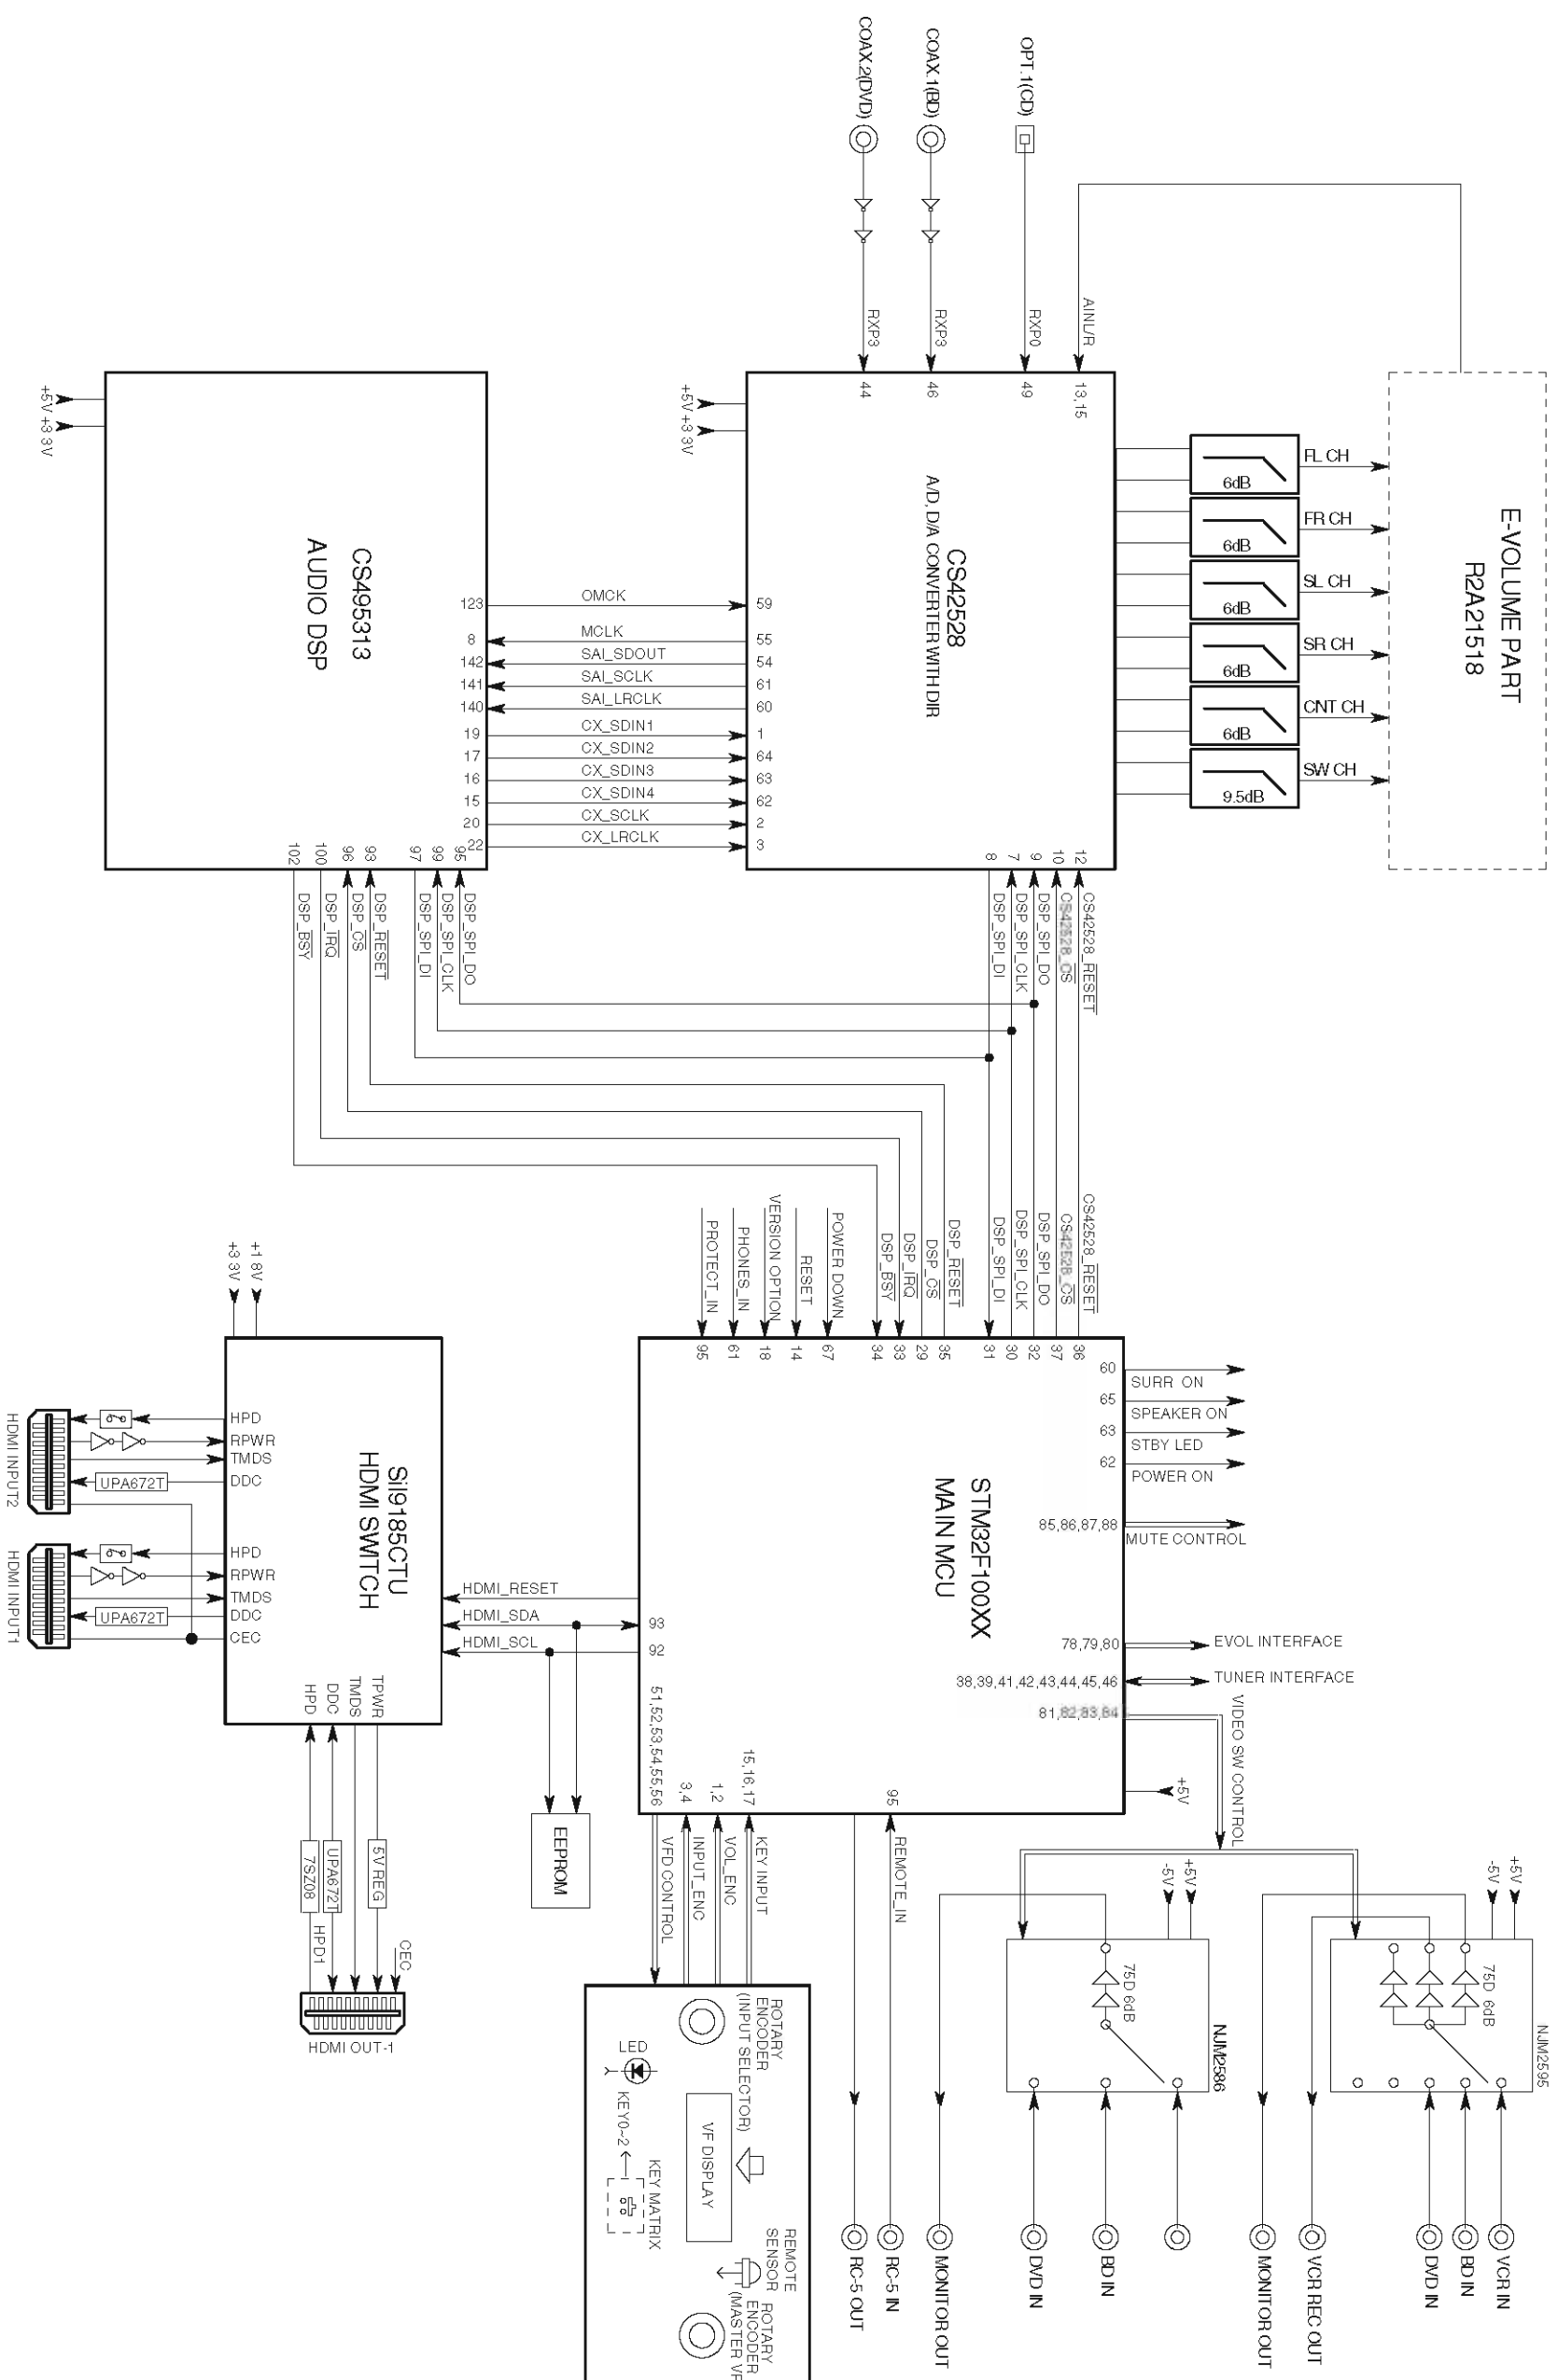 COAX.2(DVD)
COAX.1(BD)
OPT.1(CD)
RXP3
RXP3
RXP0
AINL/R
44
46
49
13,15
+5V
+3.3V
+5V
+3.3V
CS495313
AUDIO DSP
CS42528
A/D, D/A CONVERTER WITH DIR
E-VOLUME PART
R2A21518
6dB
FL CH
6dB
FR CH
6dB
SL CH
6dB
SR CH
6dB
CNT CH
9.5dB
SW CH
123 OMCK 59
8 MCLK 55
142 SAI_SDOUT 54
141 SAI_SCLK 61
140 SAI_LRCLK 60
19 CX_SDIN1 1
17 CX_SDIN2 64
16 CX_SDIN3 63
15 CX_SDIN4 62
20 CX_SCLK 2
22 CX_LRCLK 3
102
100
96
93
97
99
95
8
7
9
10
12
DSP_BSY
DSP_IRQ
DSP_CS
DSP_RESET
DSP_SPI_DI
DSP_SPI_CLK
DSP_SPI_DO
DSP_SPI_DI
DSP_SPI_CLK
DSP_SPI_DO
CS42528_CS
CS42528_RESET
PROTECT_IN
PHONES_IN
VERSION OPTION
RESET
POWER DOWN
DSP_BSY
DSP_IRQ
DSP_CS
DSP_RESET
DSP_SPI_DI
DSP_SPI_CLK
DSP_SPI_DO
CS42528_CS
CS42528_RESET
95
61
18
14
67
34
33
29
35
31
30
32
37
36
STM32F100XX
MAIN MCU
60
SURR ON
65
SPEAKER ON
63
STBY LED
62
POWER ON
85,86,87,88
MUTE CONTROL
78,79,80
EVOL INTERFACE
38,39,41,42,43,44,45,46
TUNER INTERFACE
81,82,83,84
VIDEO SW CONTROL
+5V
+3.3V
+1.8V
SiI9185CTU
HDMI SWITCH
HPD
RPWR
TMDS
DDC
UPA672T
HDMI INPUT2
HPD
RPWR
TMDS
DDC
CEC
UPA672T
HDMI INPUT1
HDMI_RESET
HDMI_SDA
93
HDMI_SCL
92
HPD
DDC
TMDS
TPWR
7SZ08
UPA672T
5V REG
HPD1
CEC
HDMI OUT-1
EEPROM
51,52,53,54,55,56
3,4
1,2
15,16,17
95
VFD CONTROL
INPUT_ENC
VOL_ENC
KEY INPUT
REMOTE_IN
ROTARY
ENCODER
(INPUT SELECTOR)
LED
KEY0~2
KEY MATRIX
VF DISPLAY
REMOTE
SENSOR
ROTARY
ENCODER
RC-5 OUT
RC-5 IN
-5V
+5V
75D 6dB
NJM2586
MONITOR OUT
DVD IN
BD IN
-5V
+5V
75D 6dB
NJM2595
MONITOR OUT
VCR REC OUT
DVD IN
BD IN
VCR IN